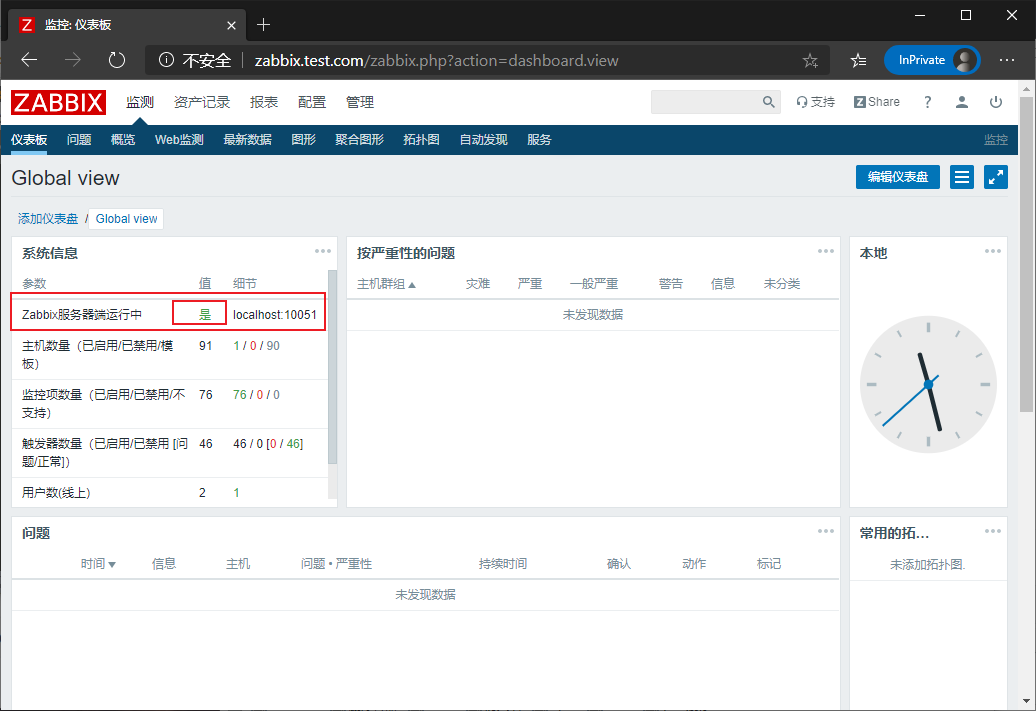 监控: 仪表板
不安全 zabbix.test.com/zabbix.php?action=dashboard.view InPrivate
ZABBIX 监测 资产记录 报表 配置 管理 支持 Z Share ?
仪表板 问题 概览 Web监测 最新数据 图形 聚合图形 拓扑图 自动发现 服务 监控
Global view 编辑仪表盘
添加仪表盘 / Global view
系统信息
参数 值 细节
Zabbix服务器端运行中 是 localhost:10051
主机数量（已启用/已禁用/模 91 1 / 0 / 90
板）
监控项数量（已启用/已禁用/不 76 76 / 0 / 0
支持）
触发器数量（已启用/已禁用 [问 46 46 / 0 [0 / 46]
题/正常]）
用户数(线上) 2 1
按严重性的问题
主机群组 灾难 严重 一般严重 警告 信息 未分类
未发现数据
本地
问题
时间 信息 主机 问题 • 严重性 持续时间 确认 动作 标记
未发现数据
常用的拓...
未添加拓扑图.